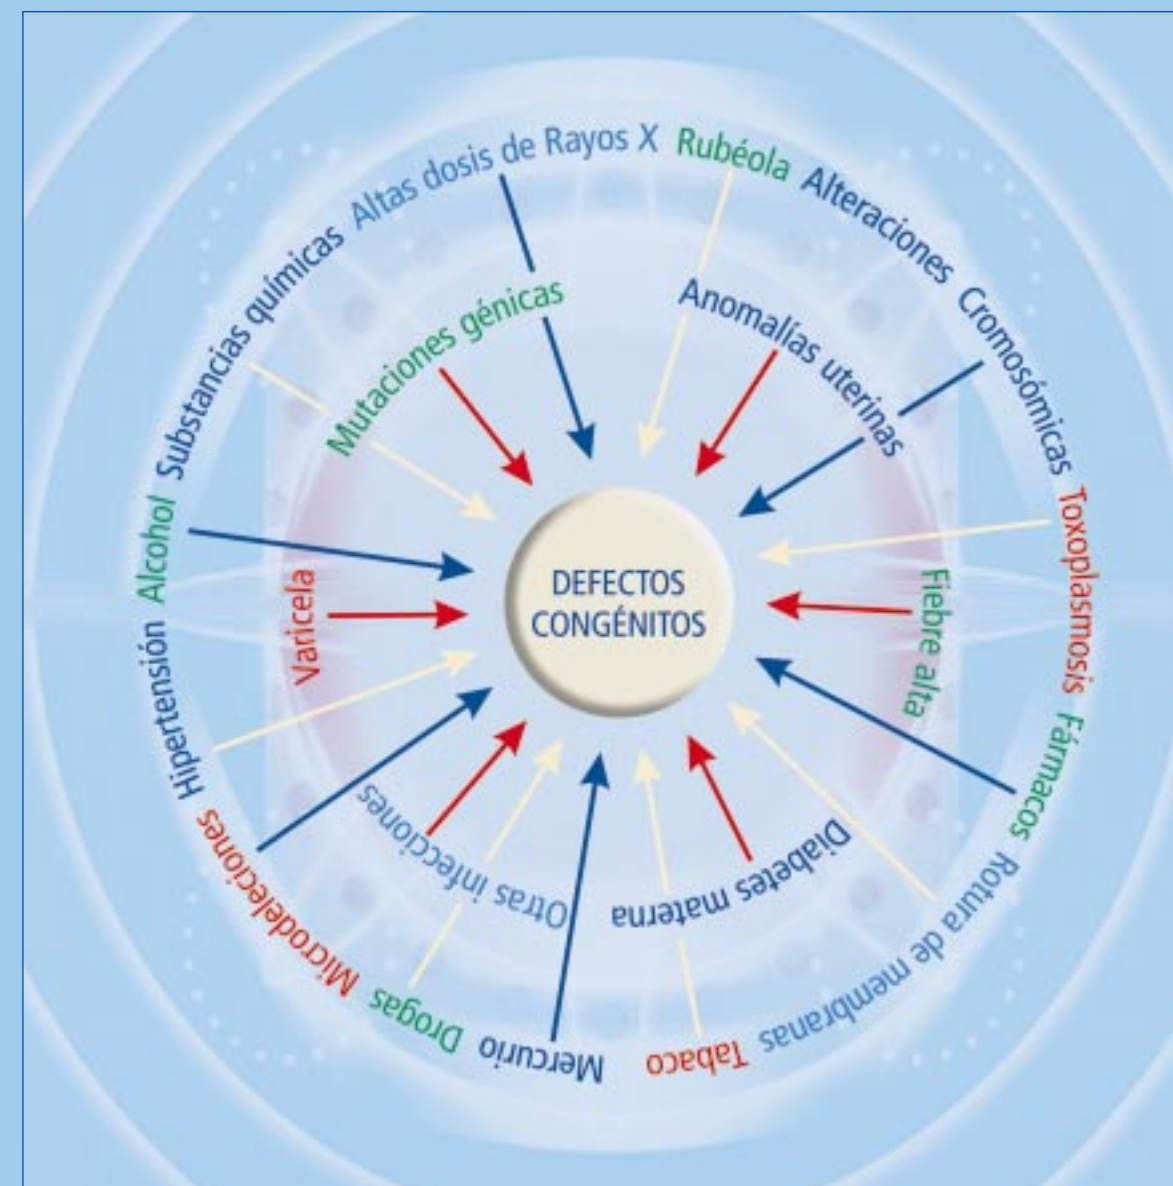 Altas dosis de Rayos X
Rubéola
Alteraciones Cromosómicas
Toxoplasmosis
Fármacos
Rotura de membranas
Tabaco
Mercurio
Drogas
Microdeleciones
Hipertensión
Alcohol
Substancias químicas
Mutaciones génicas
Anomalías uterinas
Fiebre alta
Diabetes materna
Otras infecciones
Varicela
DEFECTOS
CONGÉNITOS